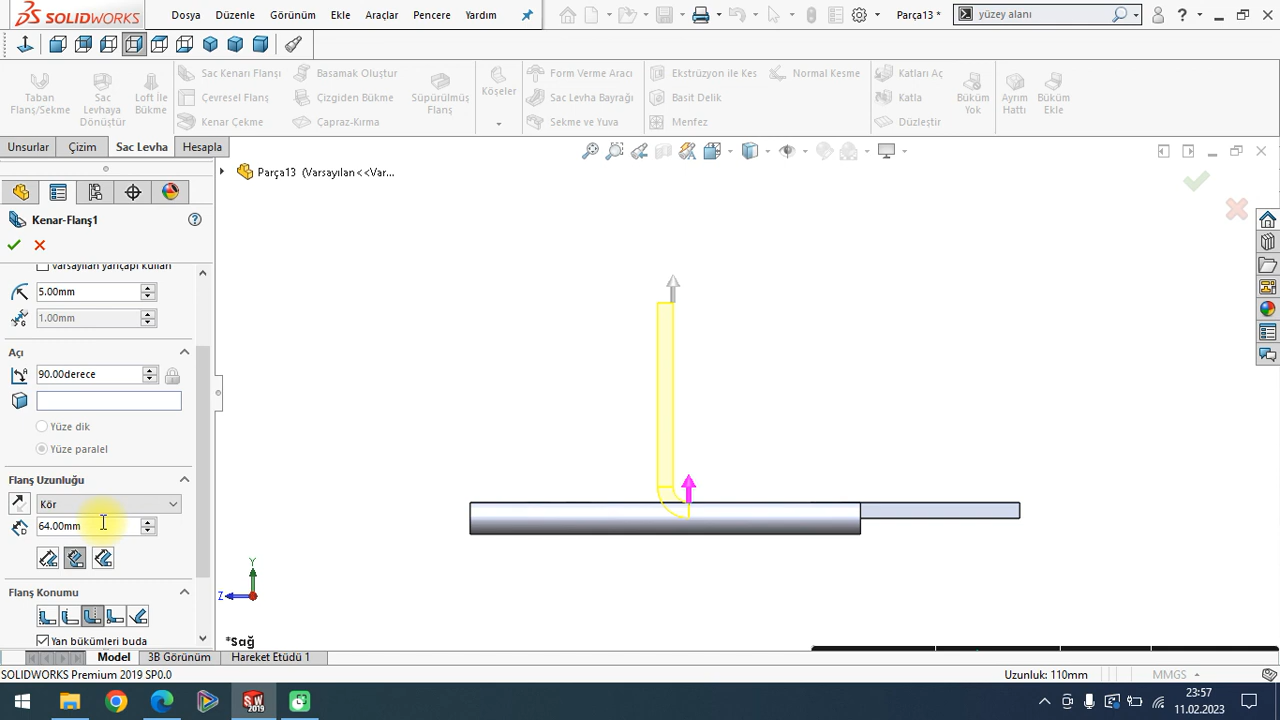 SOLIDWORKS
Dosya Düzenle Görünüm Ekle Araçlar Pencere Yardım
Parça13 *
yüzey alanı
Taban Flanş/Sekme
Sac Levhaya Dönüştür
Loft İle Bükme
Sac Kenarı Flanşı
Çevresel Flanş
Kenar Çekme
Basamak Oluştur
Çizgiden Bükme
Çapraz-Kırma
Süpürülmüş Flanş
Köşeler
Form Verme Aracı
Sac Levha Bayrağı
Sekme ve Yuva
Ekstrüzyon ile Kes
Basit Delik
Menfez
Normal Kesme
Katları Aç
Katla
Düzleştir
Büküm Yok
Ayrım Hattı
Büküm Ekle
Unsurlar Çizim Sac Levha Hesapla
Parça13 (Varsayılan<<Var...
Kenar-Flanş1
Varsayılan yarıçapı kullan
5.00mm
1.00mm
Açı
90.00derece
Yüze dik
Yüze paralel
Flanş Uzunluğu
Kör
64.00mm
Flanş Konumu
Yan bükümleri buda
Y
Z
*Sağ
Model 3B Görünüm Hareket Etüdü 1
SOLIDWORKS Premium 2019 SP0.0
Uzunluk: 110mm
MMGS
SW
2019
23:57
11.02.2023